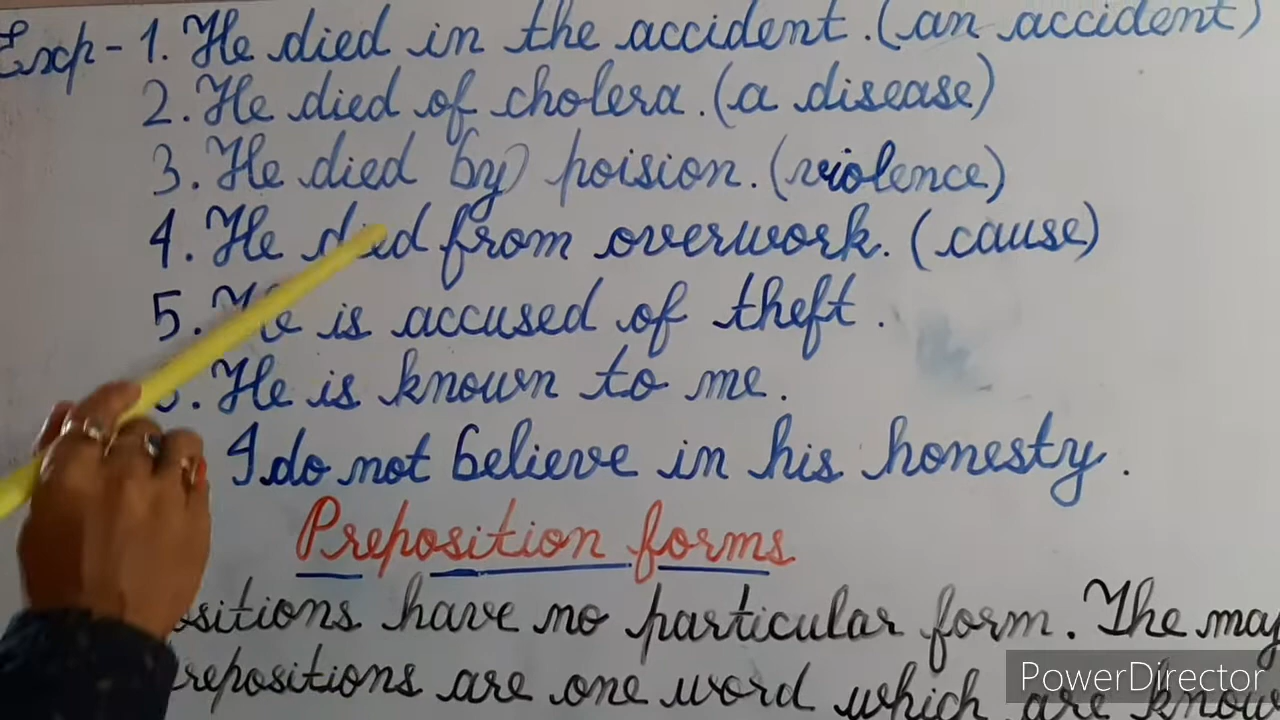 Exp- 1. He died in the accident. (an accident)
2. He died of cholera. (a disease)
3. He died by poision. (violence)
4. He died from overwork. (cause)
5. He is accused of theft.
. He is known to me.
I do not believe in his honesty.
Preposition forms
ositions have no particular form. The may
repositions are one word which are know
PowerDirector